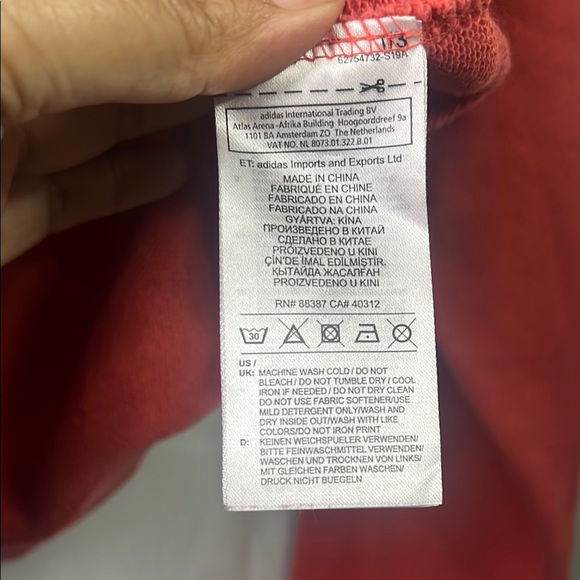 1/3
62754732-S19A
adidas International Trading BV
Atlas Arena -Afrika Building Hoogoorddreef 9a
1101 BA Amsterdam ZO The Netherlands
VAT NO. NL 8073.01.322.B.01
ET: adidas Imports and Exports Ltd
MADE IN CHINA
FABRIQUÉ EN CHINE
FABRICADO EN CHINA
FABRICADO NA CHINA
GYÁRTVA: KÍNA
ПРОИЗВЕДЕНО В КИТАЙ
СДЕЛАНО В КИТАЕ
PROIZVEDENO U KINI
ÇİN'DE İMAL EDİLMİŞTİR.
ҚЫТАЙДА ЖАСАЛҒАН
PROIZVEDENO U KINI
RN# 88387 CA# 40312
30
US /
UK: MACHINE WASH COLD / DO NOT
BLEACH / DO NOT TUMBLE DRY / COOL
IRON IF NEEDED / DO NOT DRY CLEAN
DO NOT USE FABRIC SOFTENER/USE
MILD DETERGENT ONLY/WASH AND
DRY INSIDE OUT/WASH WITH LIKE
COLORS/DO NOT IRON PRINT
D: KEINEN WEICHSPUELER VERWENDEN/
BITTE FEINWASCHMITTEL VERWENDEN/
WASCHEN UND TROCKNEN VON LINKS/
MIT GLEICHEN FARBEN WASCHEN/
DRUCK NICHT BUEGELN